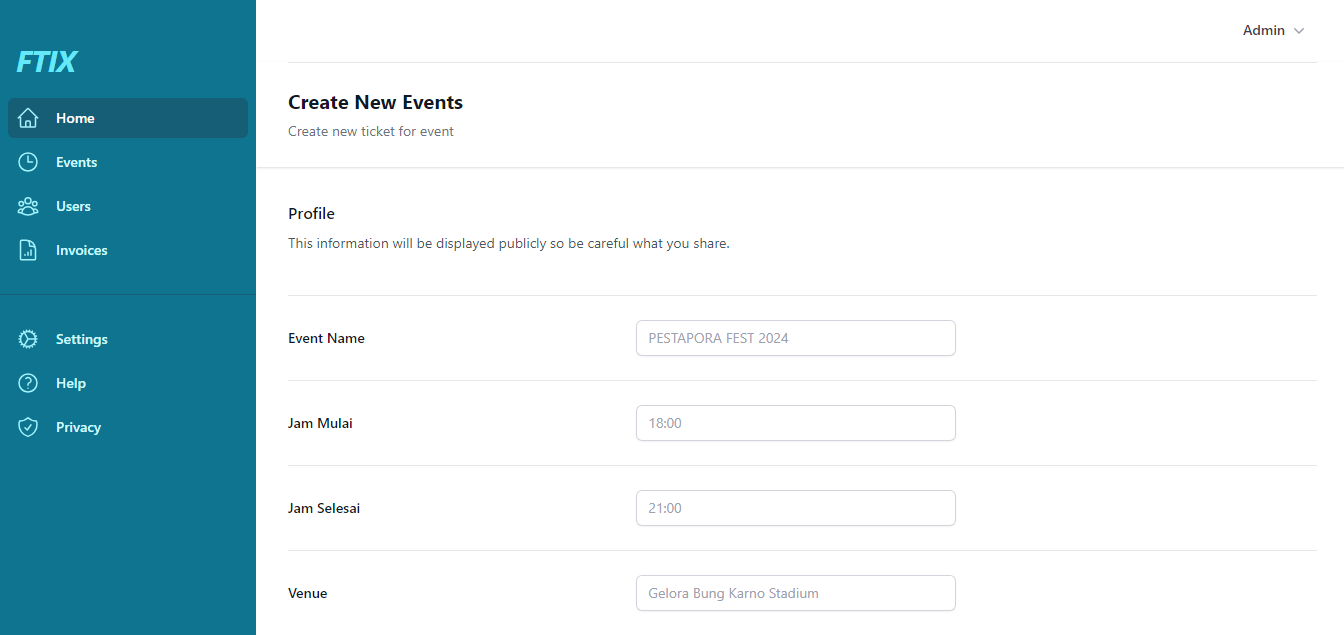 FTIX
Home
Events
Users
Invoices
Settings
Help
Privacy
Admin
Create New Events
Create new ticket for event
Profile
This information will be displayed publicly so be careful what you share.
Event Name
PESTAPORA FEST 2024
Jam Mulai
18:00
Jam Selesai
21:00
Venue
Gelora Bung Karno Stadium